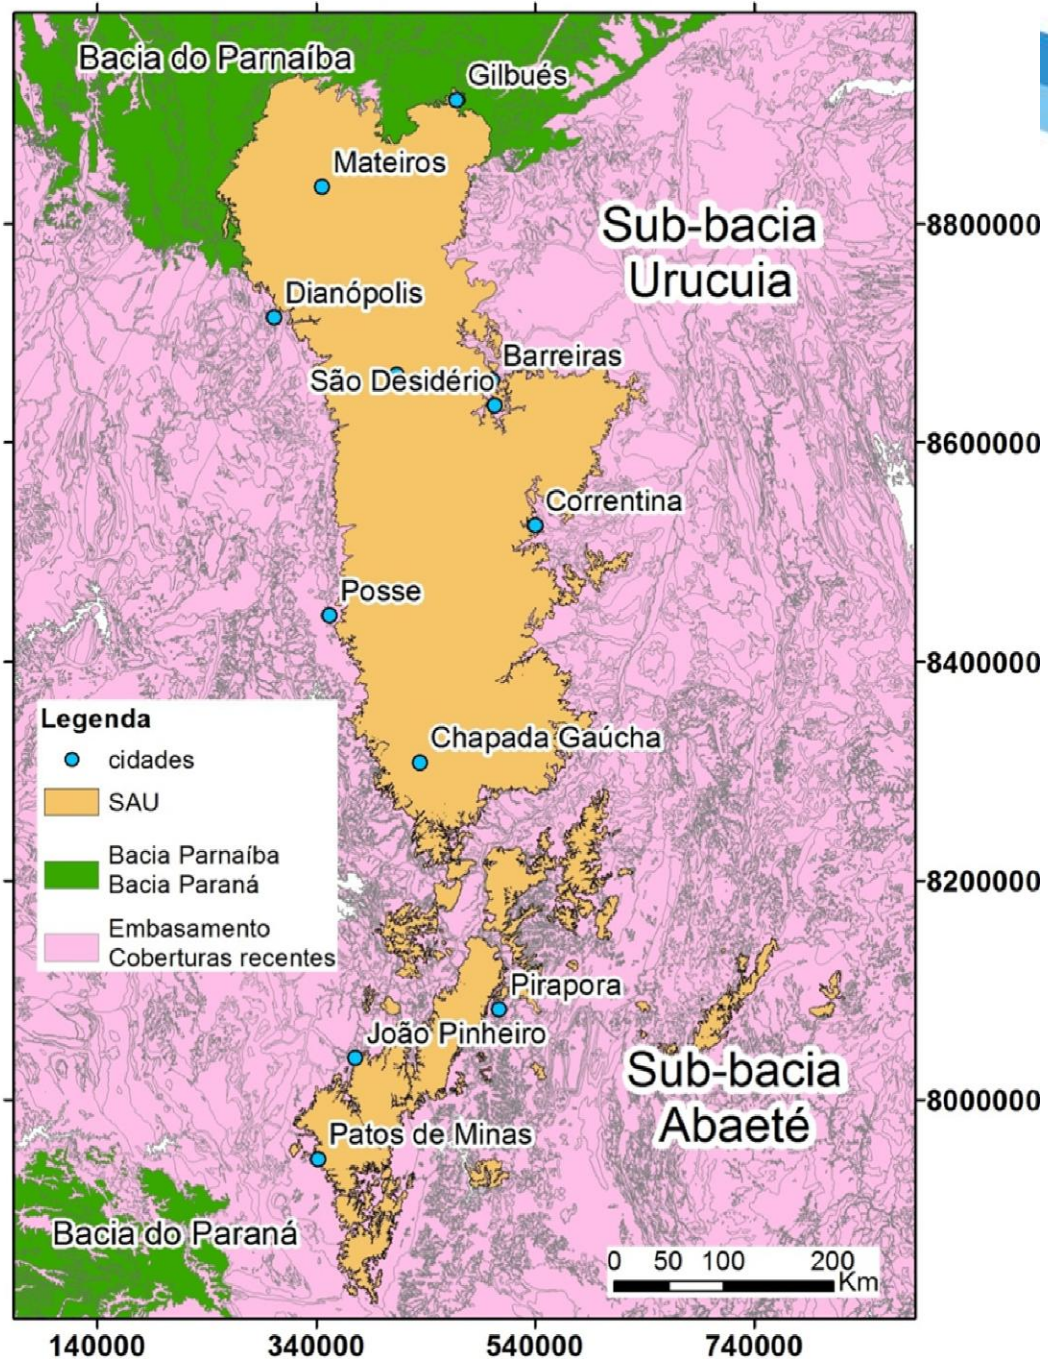 Bacia do Parnaíba
Gilbués
Mateiros
Sub-bacia
Urucuia
8800000
Dianópolis
Barreiras
São Desidério
8600000
Correntina
Posse
8400000
Legenda
cidades
SAU
Bacia Parnaíba
Bacia Paraná
Embasamento
Coberturas recentes
Chapada Gaúcha
8200000
Pirapora
João Pinheiro
Sub-bacia
Abaeté
8000000
Patos de Minas
Bacia do Paraná
0 50 100 200
Km
140000 340000 540000 740000